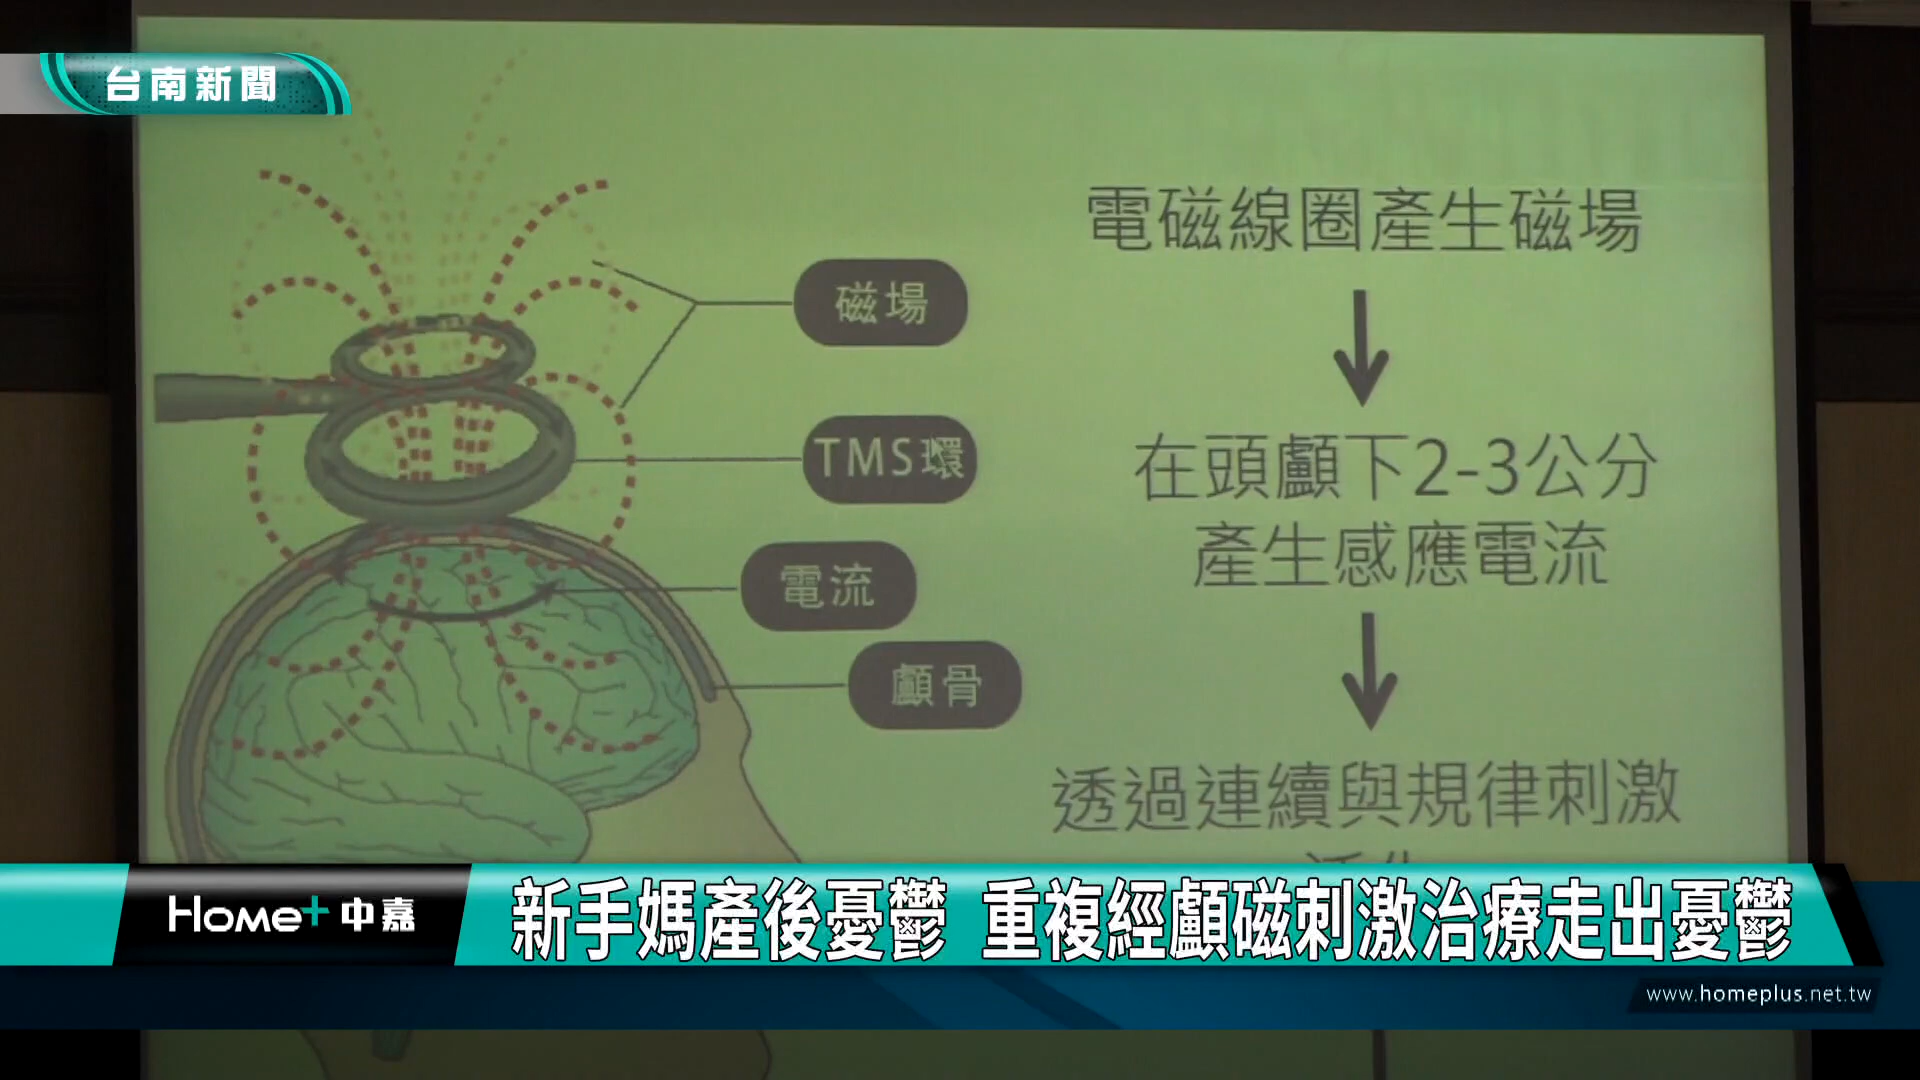 台南新聞
電磁線圈產生磁場
磁場
TMS環
在頭顱下2-3公分
產生感應電流
電流
顱骨
透過連續與規律刺激
Home+中嘉
新手媽產後憂鬱 重複經顱磁刺激治療走出憂鬱
www.homeplus.net.tw